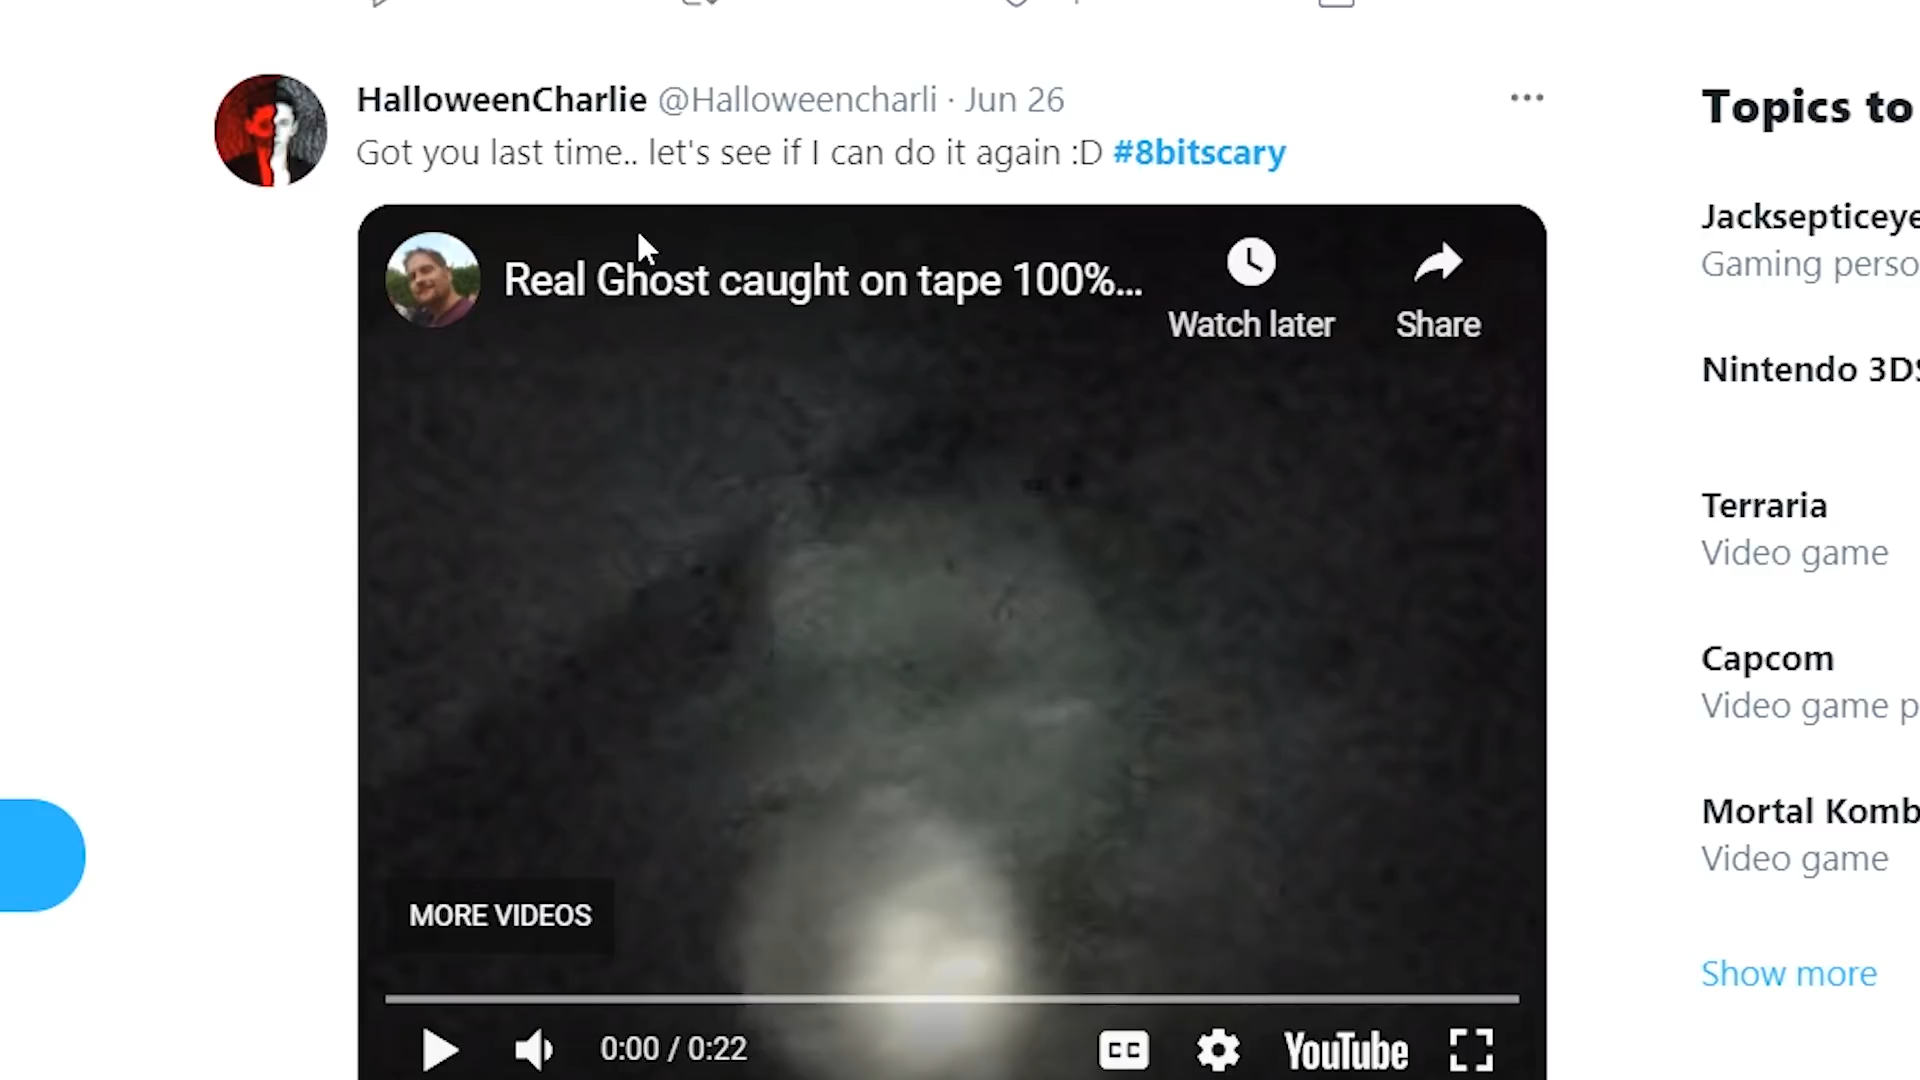 HalloweenCharlie @Halloweencharli · Jun 26
Got you last time.. let's see if I can do it again :D #8bitscary
Real Ghost caught on tape 100%...
Watch later
Share
MORE VIDEOS
0:00 / 0:22
CC
YouTube
Topics to
Jacksepticeye
Gaming perso
Nintendo 3DS
Terraria
Video game
Capcom
Video game p
Mortal Komb
Video game
Show more